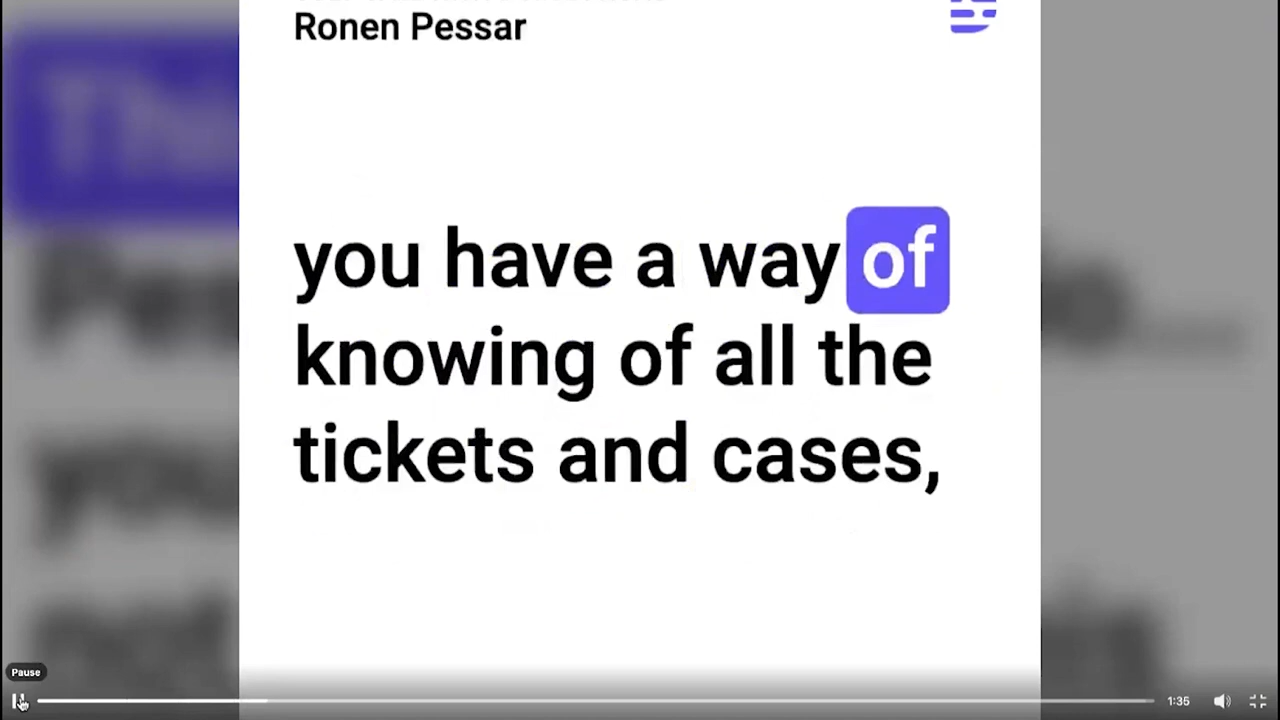 Ronen Pessar
you have a way of
knowing of all the
tickets and cases,
Pause
1:35